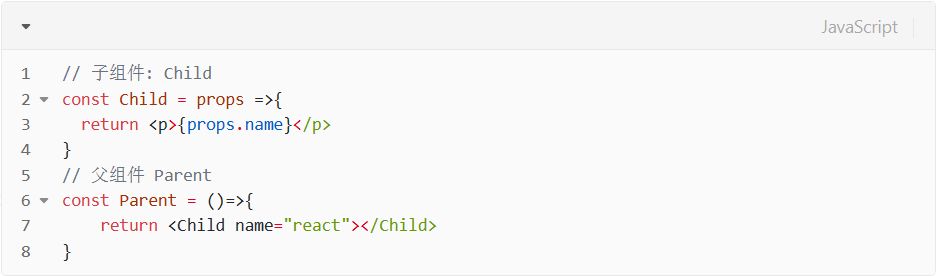 JavaScript
1 // 子组件: Child
2 const Child = props =>{
3   return <p>{props.name}</p>
4 }
5 // 父组件 Parent
6 const Parent = ()=>{
7     return <Child name="react"></Child>
8 }